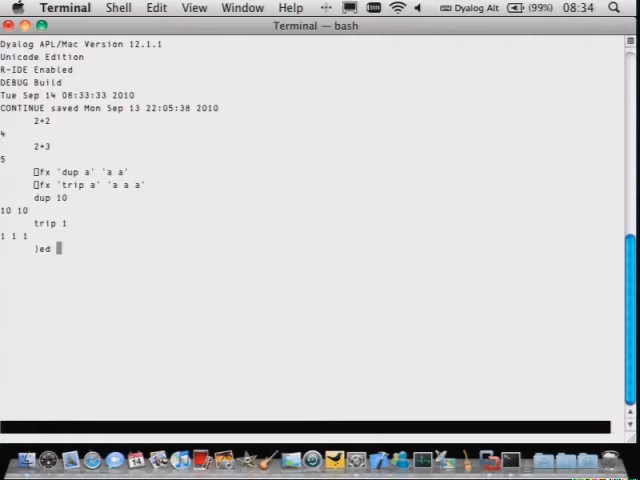 Terminal Shell Edit View Window Help Dyalog Alt (99%) 08:34
Terminal — bash
Dyalog APL/Mac Version 12.1.1
Unicode Edition
R-IDE Enabled
DEBUG Build
Tue Sep 14 08:33:33 2010
CONTINUE saved Mon Sep 13 22:05:38 2010
2+2
4
2+3
5
⎕fx 'dup a' 'a a'
⎕fx 'trip a' 'a a a'
dup 10
10 10
trip 1
1 1 1
)ed
14